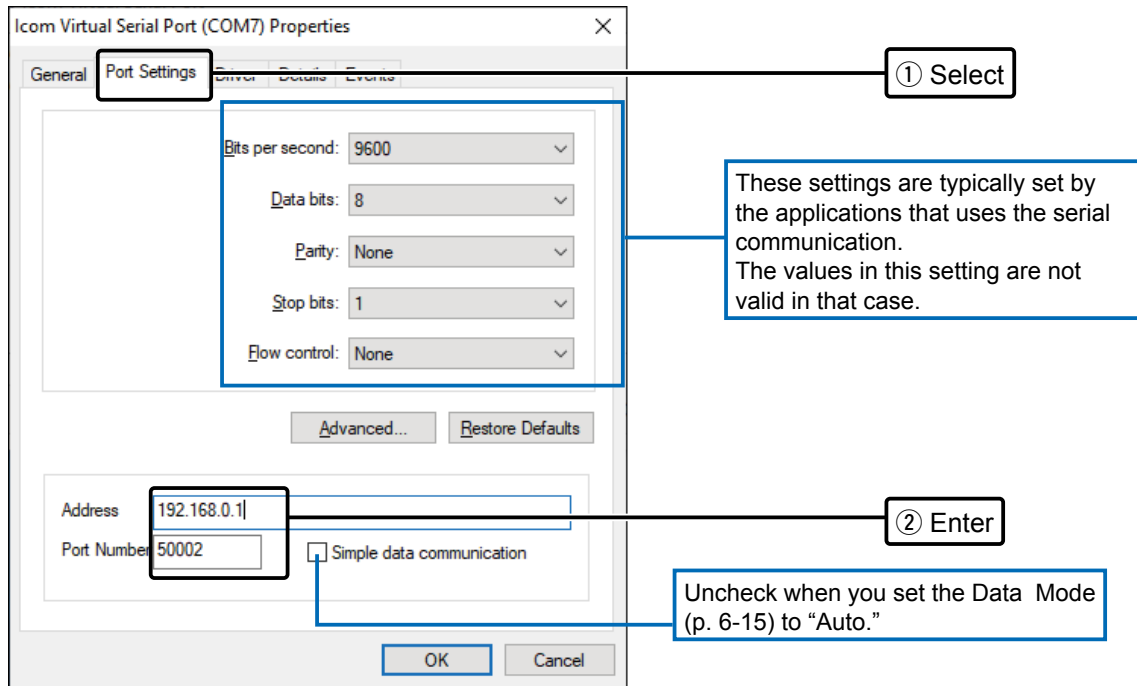 Icom Virtual Serial Port (COM7) Properties
General Port Settings Driver Details Events
① Select
Bits per second: 9600
Data bits: 8
Parity: None
Stop bits: 1
Flow control: None
These settings are typically set by
the applications that uses the serial
communication.
The values in this setting are not
valid in that case.
Advanced... Restore Defaults
Address 192.168.0.1
② Enter
Port Number 50002 Simple data communication
Uncheck when you set the Data Mode
(p. 6-15) to “Auto.”
OK Cancel